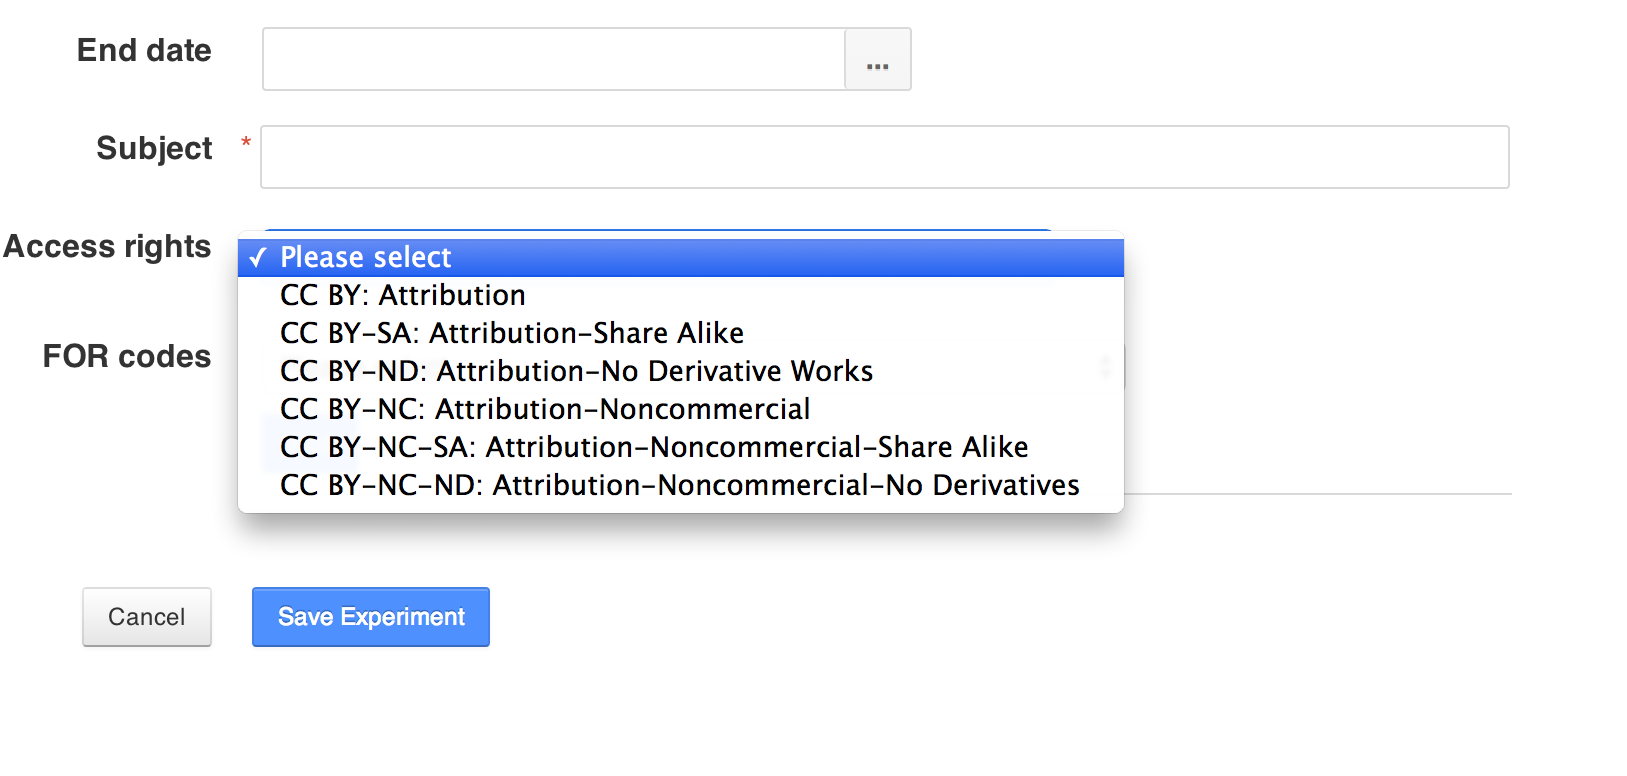 End date
...
Subject *
Access rights
✓ Please select
CC BY: Attribution
CC BY-SA: Attribution-Share Alike
FOR codes
CC BY-ND: Attribution-No Derivative Works
CC BY-NC: Attribution-Noncommercial
CC BY-NC-SA: Attribution-Noncommercial-Share Alike
CC BY-NC-ND: Attribution-Noncommercial-No Derivatives
Cancel
Save Experiment